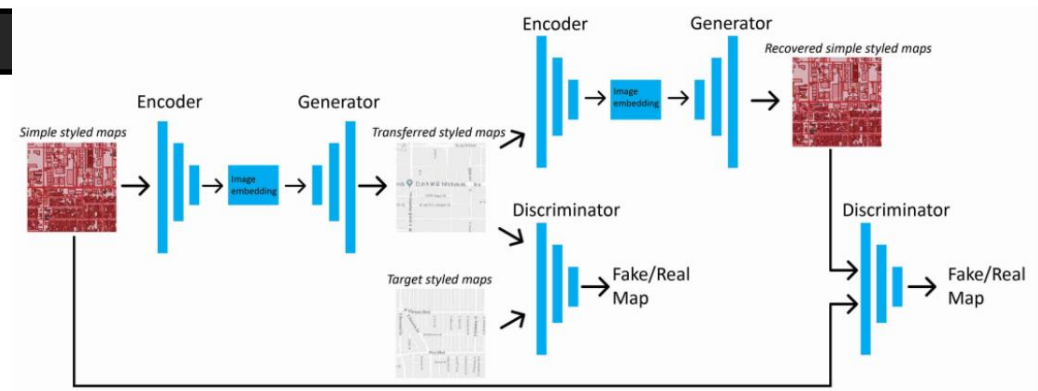 Encoder
Generator
Recovered simple styled maps
Image
embedding
Encoder
Generator
Simple styled maps
Transferred styled maps
Image
embedding
Discriminator
Discriminator
Fake/Real
Map
Fake/Real
Map
Target styled maps